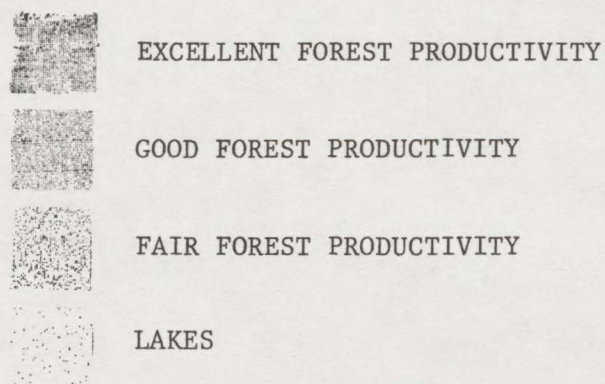 EXCELLENT FOREST PRODUCTIVITY
GOOD FOREST PRODUCTIVITY
FAIR FOREST PRODUCTIVITY
LAKES